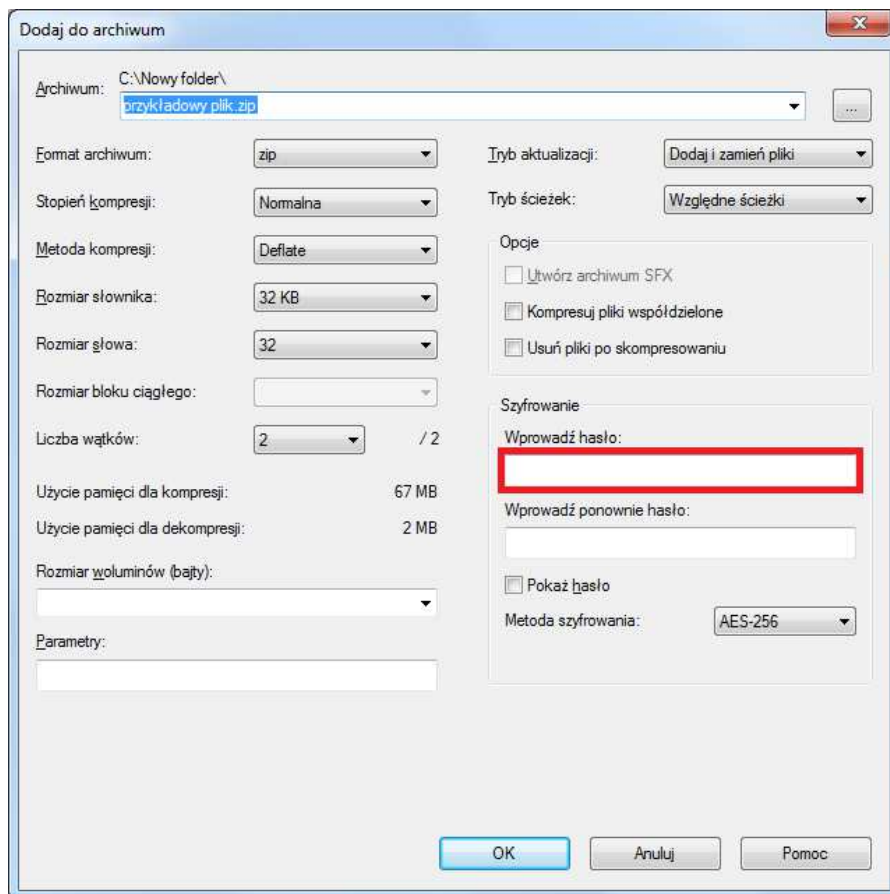 Dodaj do archiwum
C:\Nowy folder\
Archiwum:
przykładowy plik.zip
...
Format archiwum:
zip
Stopień kompresji:
Normalna
Metoda kompresji:
Deflate
Rozmiar słownika:
32 KB
Rozmiar słowa:
32
Rozmiar bloku ciągłego:
Liczba wątków:
2
/ 2
Użycie pamięci dla kompresji:
67 MB
Użycie pamięci dla dekompresji:
2 MB
Rozmiar woluminów (bajty):
Parametry:
Tryb aktualizacji:
Dodaj i zamień pliki
Tryb ścieżek:
Względne ścieżki
Opcje
Utwórz archiwum SFX
Kompresuj pliki współdzielone
Usuń pliki po skompresowaniu
Szyfrowanie
Wprowadź hasło:
Wprowadź ponownie hasło:
Pokaż hasło
Metoda szyfrowania:
AES-256
OK
Anuluj
Pomoc